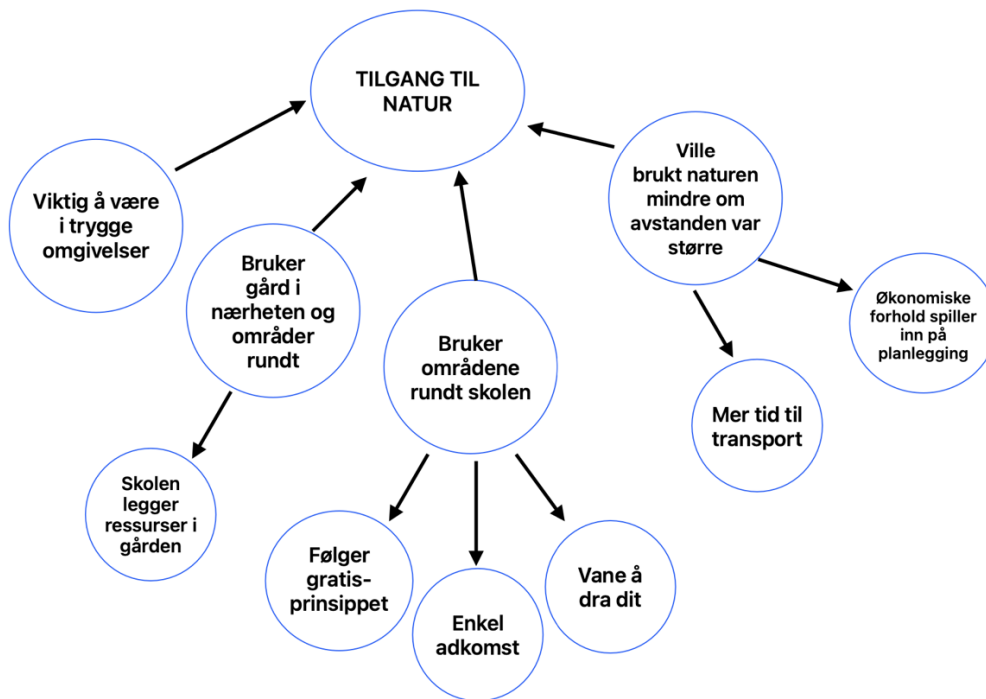 TILGANG TIL
NATUR
Viktig å være
i trygge
omgivelser
Bruker
gård i
nærheten og
områder
rundt
Bruker
områdene
rundt skolen
Ville
brukt naturen
mindre om
avstanden var
større
Økonomiske
forhold spiller
inn på
planlegging
Mer tid til
transport
Skolen
legger
ressurser i
gården
Følger
gratis-
prinsippet
Enkel
adkomst
Vane å
dra dit